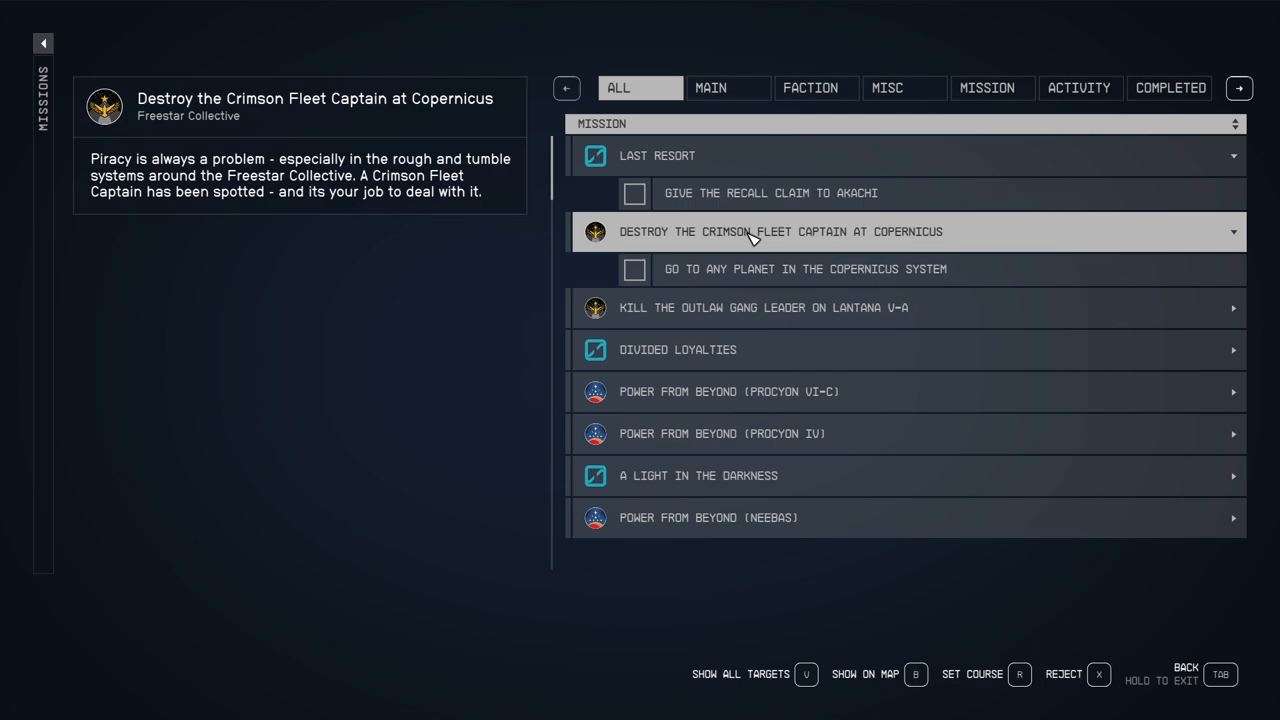 MISSIONS
Destroy the Crimson Fleet Captain at Copernicus
Freestar Collective
Piracy is always a problem - especially in the rough and tumble
systems around the Freestar Collective. A Crimson Fleet
Captain has been spotted - and its your job to deal with it.
ALL MAIN FACTION MISC MISSION ACTIVITY COMPLETED
MISSION
LAST RESORT
GIVE THE RECALL CLAIM TO AKACHI
DESTROY THE CRIMSON FLEET CAPTAIN AT COPERNICUS
GO TO ANY PLANET IN THE COPERNICUS SYSTEM
KILL THE OUTLAW GANG LEADER ON LANTANA V-A
DIVIDED LOYALTIES
POWER FROM BEYOND (PROCYON VI-C)
POWER FROM BEYOND (PROCYON IV)
A LIGHT IN THE DARKNESS
POWER FROM BEYOND (NEEBAS)
SHOW ALL TARGETS V SHOW ON MAP B SET COURSE R REJECT X BACK TAB
HOLD TO EXIT